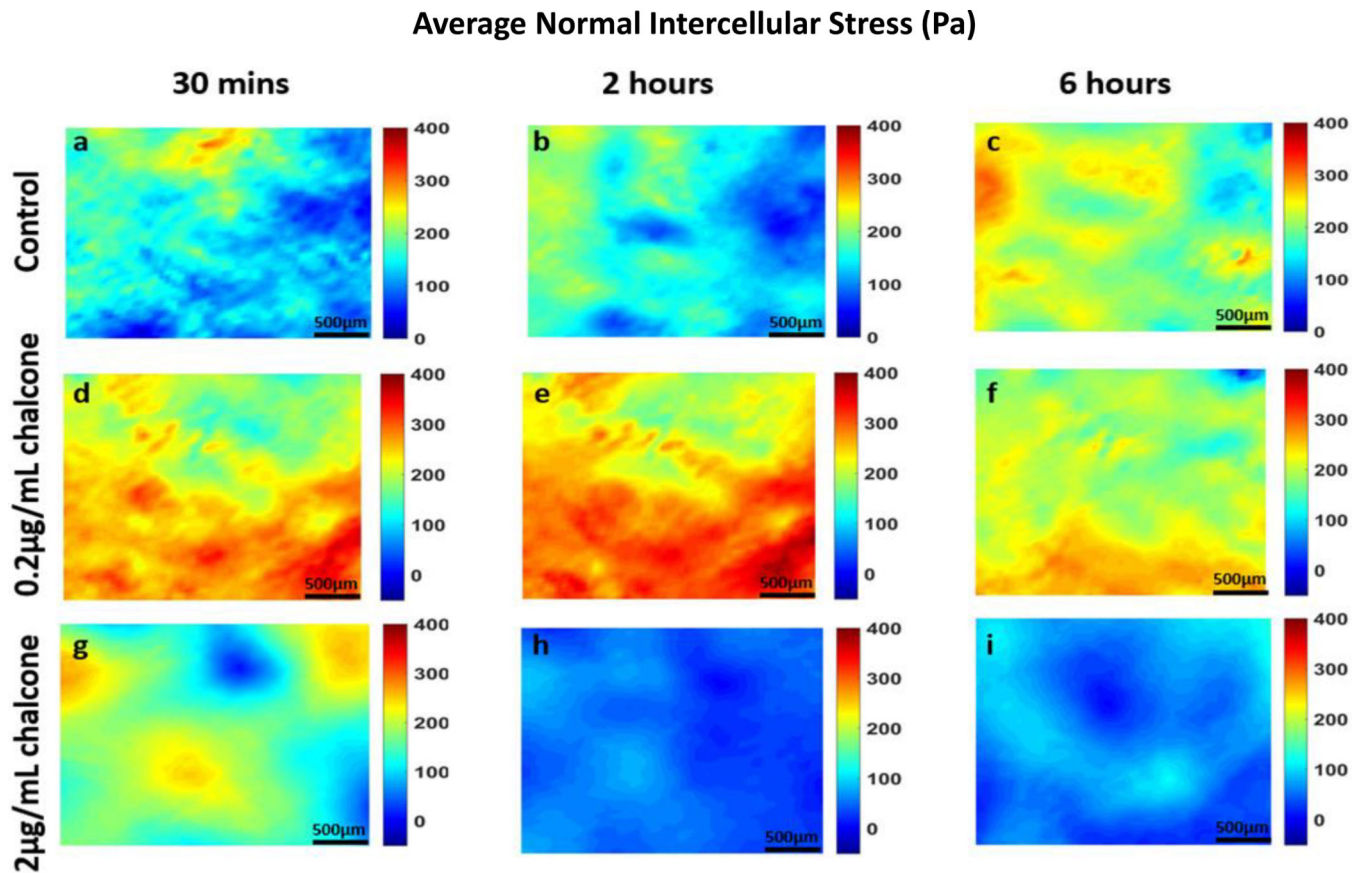 Average Normal Intercellular Stress (Pa)
30 mins
2 hours
6 hours
Control
a
400
300
200
100
0
500µm
b
400
300
200
100
0
500µm
c
400
300
200
100
0
500µm
0.2µg/mL chalcone
d
400
300
200
100
0
500µm
e
400
300
200
100
0
500µm
f
400
300
200
100
0
500µm
2µg/mL chalcone
g
400
300
200
100
0
500µm
h
400
300
200
100
0
500µm
i
400
300
200
100
0
500µm